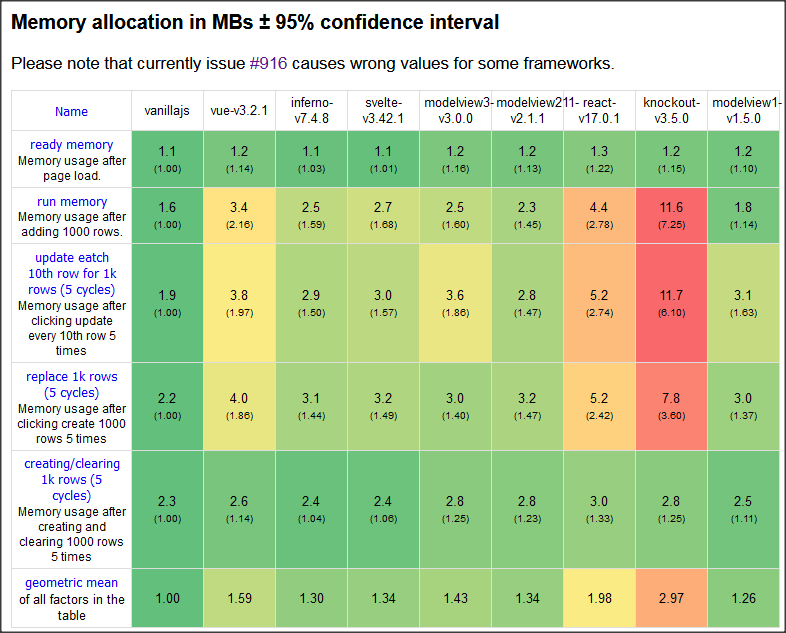 Memory allocation in MBs ± 95% confidence interval
Please note that currently issue #916 causes wrong values for some frameworks.
Name vanillajs vue-v3.2.1 inferno- svelte- modelview3- modelview211- react- knockout- modelview1-
v7.4.8 v3.42.1 v3.0.0 v2.1.1 v17.0.1 v3.5.0 v1.5.0
ready memory
Memory usage after
page load.
1.1 1.2 1.1 1.1 1.2 1.2 1.3 1.2 1.2
(1.00) (1.14) (1.03) (1.01) (1.16) (1.13) (1.22) (1.15) (1.10)
run memory
Memory usage after
adding 1000 rows.
1.6 3.4 2.5 2.7 2.5 2.3 4.4 11.6 1.8
(1.00) (2.16) (1.59) (1.68) (1.60) (1.45) (2.78) (7.25) (1.14)
update eatch
10th row for 1k
rows (5 cycles)
Memory usage after
clicking update
every 10th row 5
times
1.9 3.8 2.9 3.0 3.6 2.8 5.2 11.7 3.1
(1.00) (1.97) (1.50) (1.57) (1.86) (1.47) (2.74) (6.10) (1.63)
replace 1k rows
(5 cycles)
Memory usage after
clicking create 1000
rows 5 times
2.2 4.0 3.1 3.2 3.0 3.2 5.2 7.8 3.0
(1.00) (1.86) (1.44) (1.49) (1.40) (1.47) (2.42) (3.60) (1.37)
creating/clearing
1k rows (5
cycles)
Memory usage after
creating and
clearing 1000 rows
5 times
2.3 2.6 2.4 2.4 2.8 2.8 3.0 2.8 2.5
(1.00) (1.14) (1.04) (1.06) (1.25) (1.23) (1.33) (1.25) (1.11)
geometric mean
of all factors in the
table
1.00 1.59 1.30 1.34 1.43 1.34 1.98 2.97 1.26